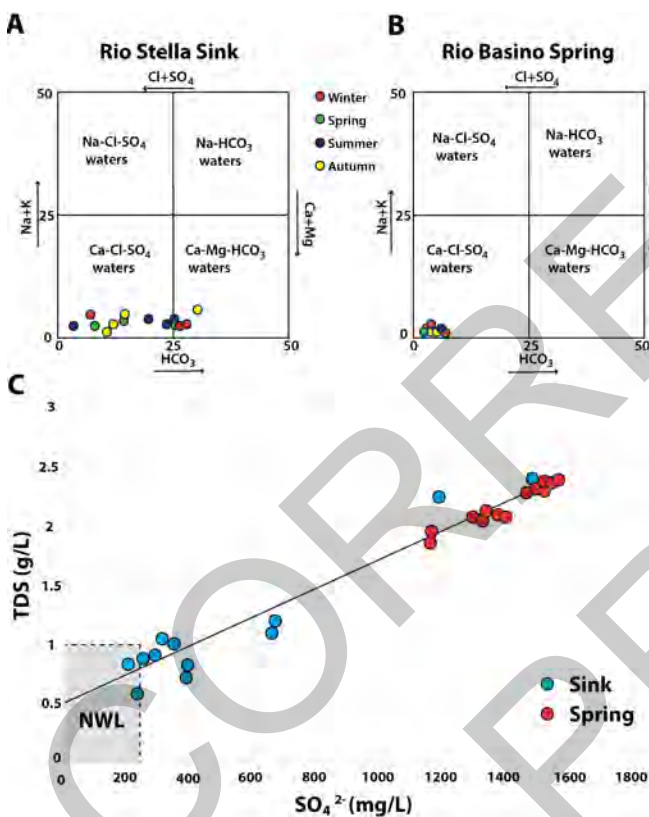 A
Rio Stella Sink
Cl+SO4
50
Na-Cl-SO4
waters
Na-HCO3
waters
Na+K
25
Ca-Cl-SO4
waters
Ca-Mg-HCO3
waters
Ca+Mg
0
25
50
HCO3
Winter
Spring
Summer
Autumn
B
Rio Basino Spring
Cl+SO4
50
Na-Cl-SO4
waters
Na-HCO3
waters
Na+K
25
Ca-Cl-SO4
waters
Ca-Mg-HCO3
waters
0
25
50
HCO3
C
3
2.5
2
1.5
1
0.5
0
TDS (g/L)
NWL
Sink
Spring
0 200 400 600 800 1000 1200 1400 1600 1800
SO4 2- (mg/L)